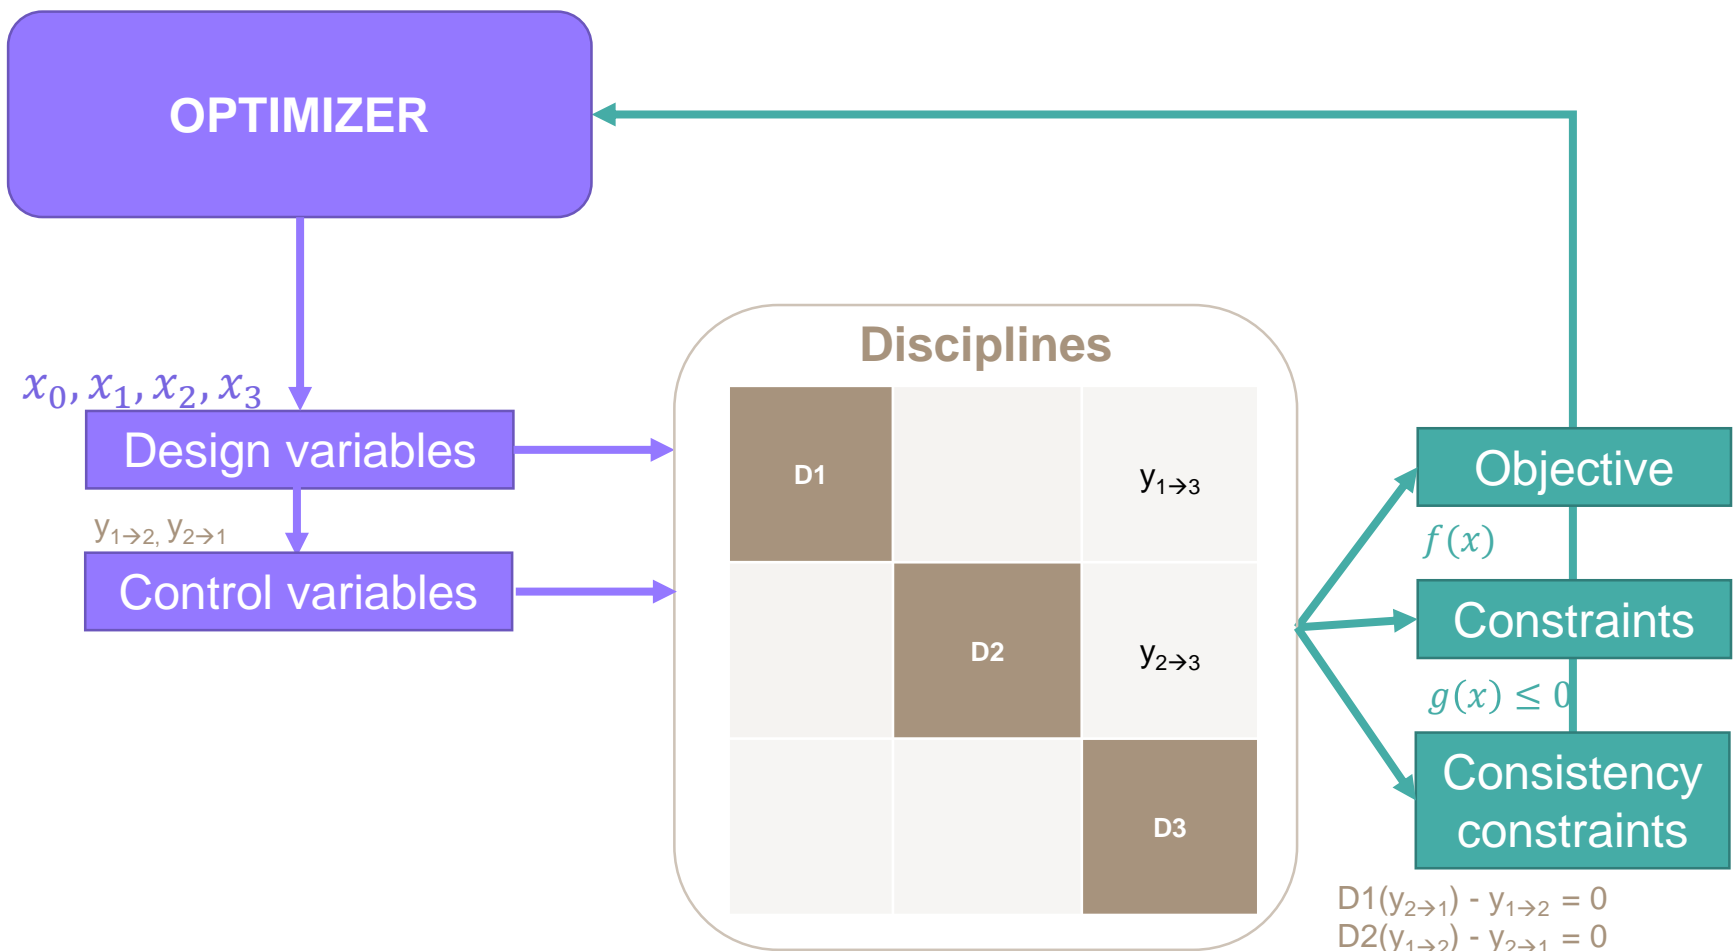 OPTIMIZER
x₀, x₁, x₂, x₃
Design variables
y₁→₂, y₂→₁
Control variables
Disciplines
D1
y₁→₃
D2
y₂→₃
D3
Objective
f(x)
Constraints
g(x) ≤ 0
Consistency
constraints
D1(y₂→₁) - y₁→₂ = 0
D2(y₁→₂) - y₂→₁ = 0